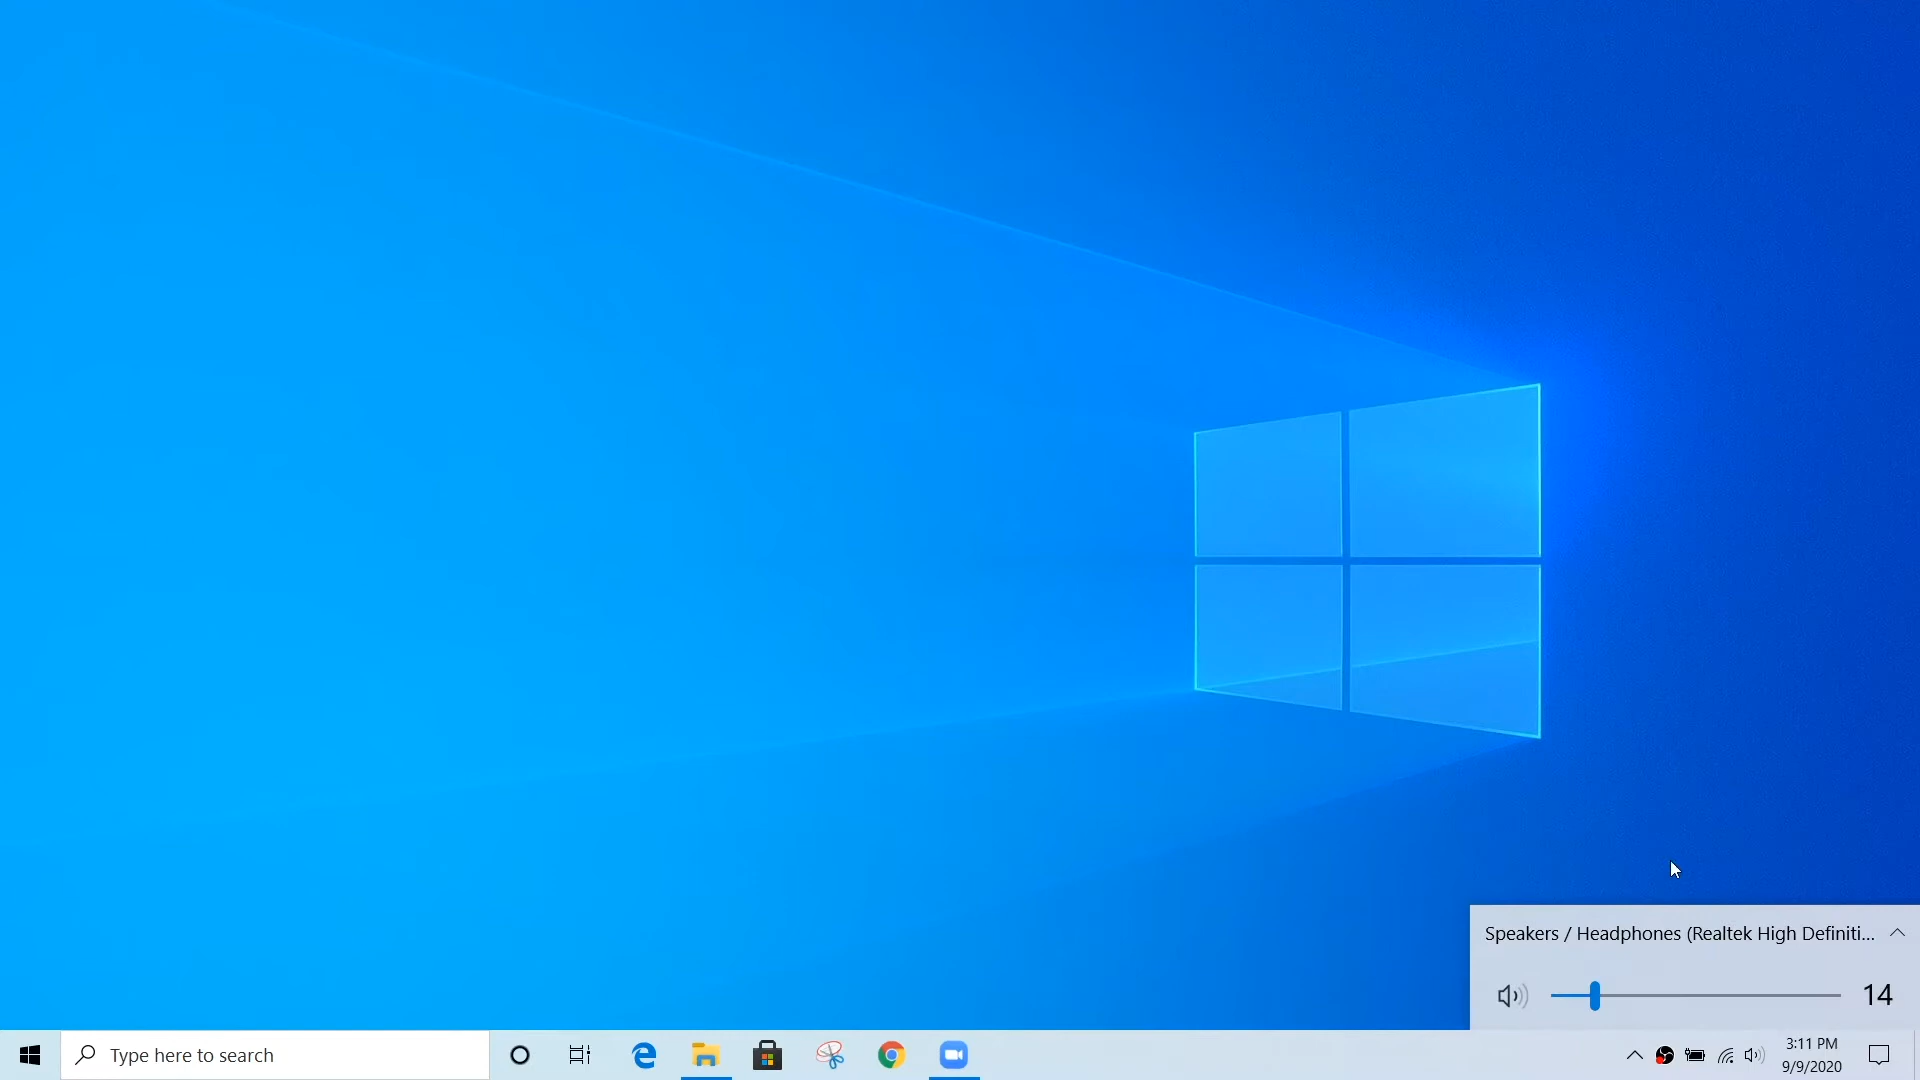 Speakers / Headphones (Realtek High Definiti...
14
Type here to search
3:11 PM
9/9/2020